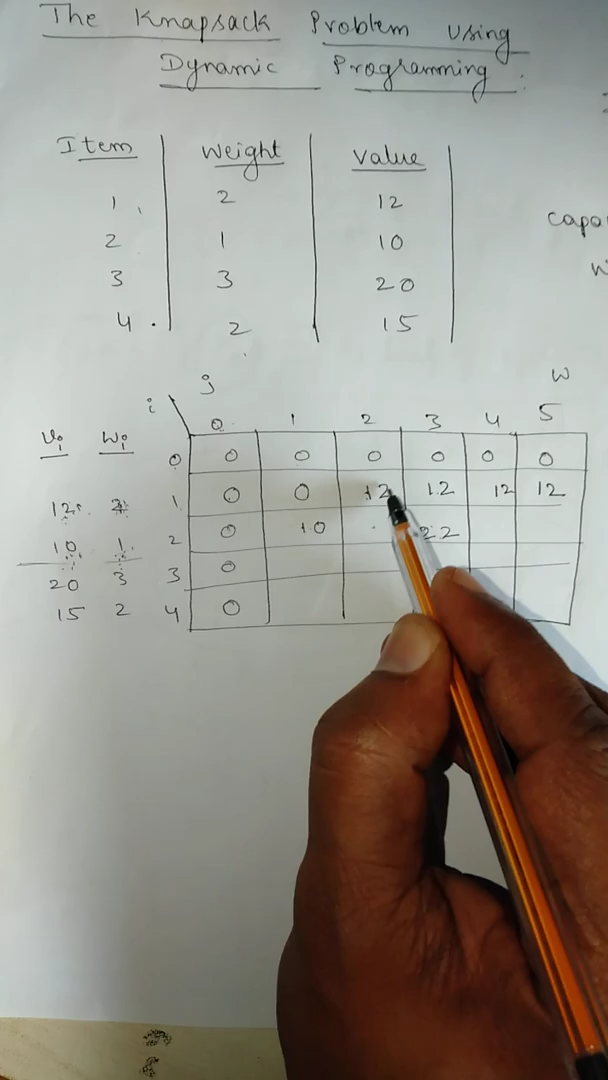 The Knapsack Problem using
Dynamic Programming:
Item Weight Value
1 2 12
2 1 10
3 3 20
4 2 15
j W
i 0 1 2 3 4 5
vi wi 0 0 0 0 0 0 0
12 2 1 0 0 12 12 12 12
10 1 2 0 10 22
20 3 3 0
15 2 4 0